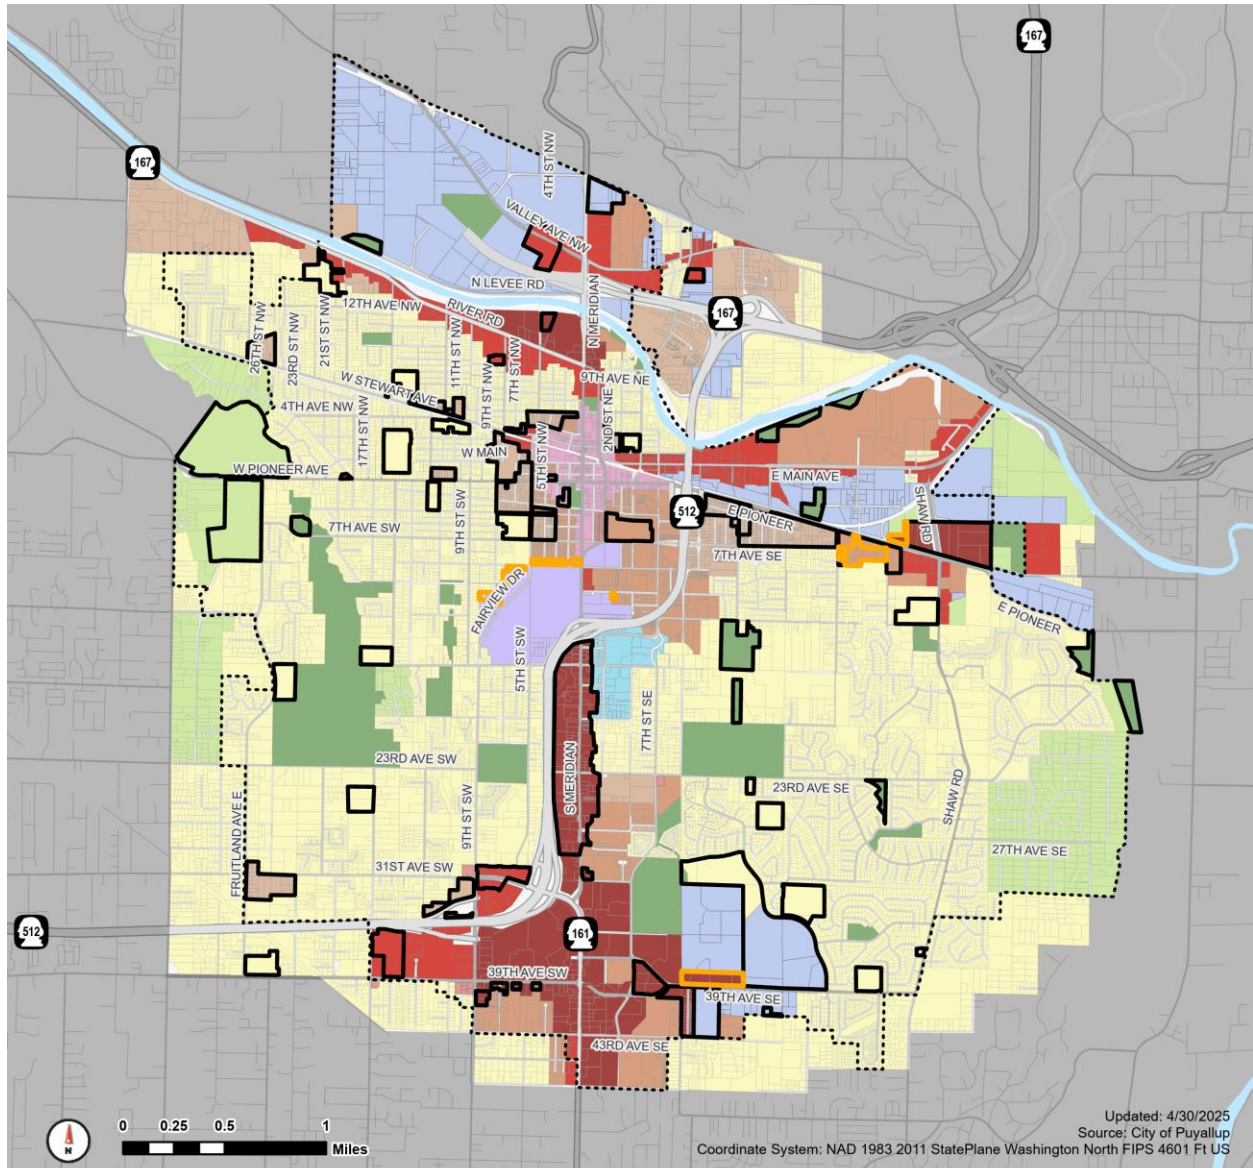 167
4TH ST NW
167
VALLEY AVE NW
N LEVEE RD
N MERIDIAN
12TH AVE NW
RIVER RD
167
26TH ST NW
23RD ST NW
21ST ST NW
11TH ST NW
7TH ST NW
9TH ST NW
W STEWART AVE
9TH AVE NE
2ND ST NE
4TH AVE NW
17TH ST NW
5TH ST NW
W MAIN
W PIONEER AVE
E MAIN AVE
SHAW RD
512
E PIONEER
7TH AVE SW
9TH ST SW
7TH AVE SE
FAIRVIEW DR
E PIONEER
5TH ST SW
7TH ST SE
S MERIDIAN
23RD AVE SW
23RD AVE SE
SHAW RD
FRUITLAND AVE E
9TH ST SW
27TH AVE SE
31ST AVE SW
512
161
39TH AVE SW
39TH AVE SE
43RD AVE SE
N
0 0.25 0.5 1
Miles
Updated: 4/30/2025
Source: City of Puyallup
Coordinate System: NAD 1983 2011 StatePlane Washington North FIPS 4601 Ft US